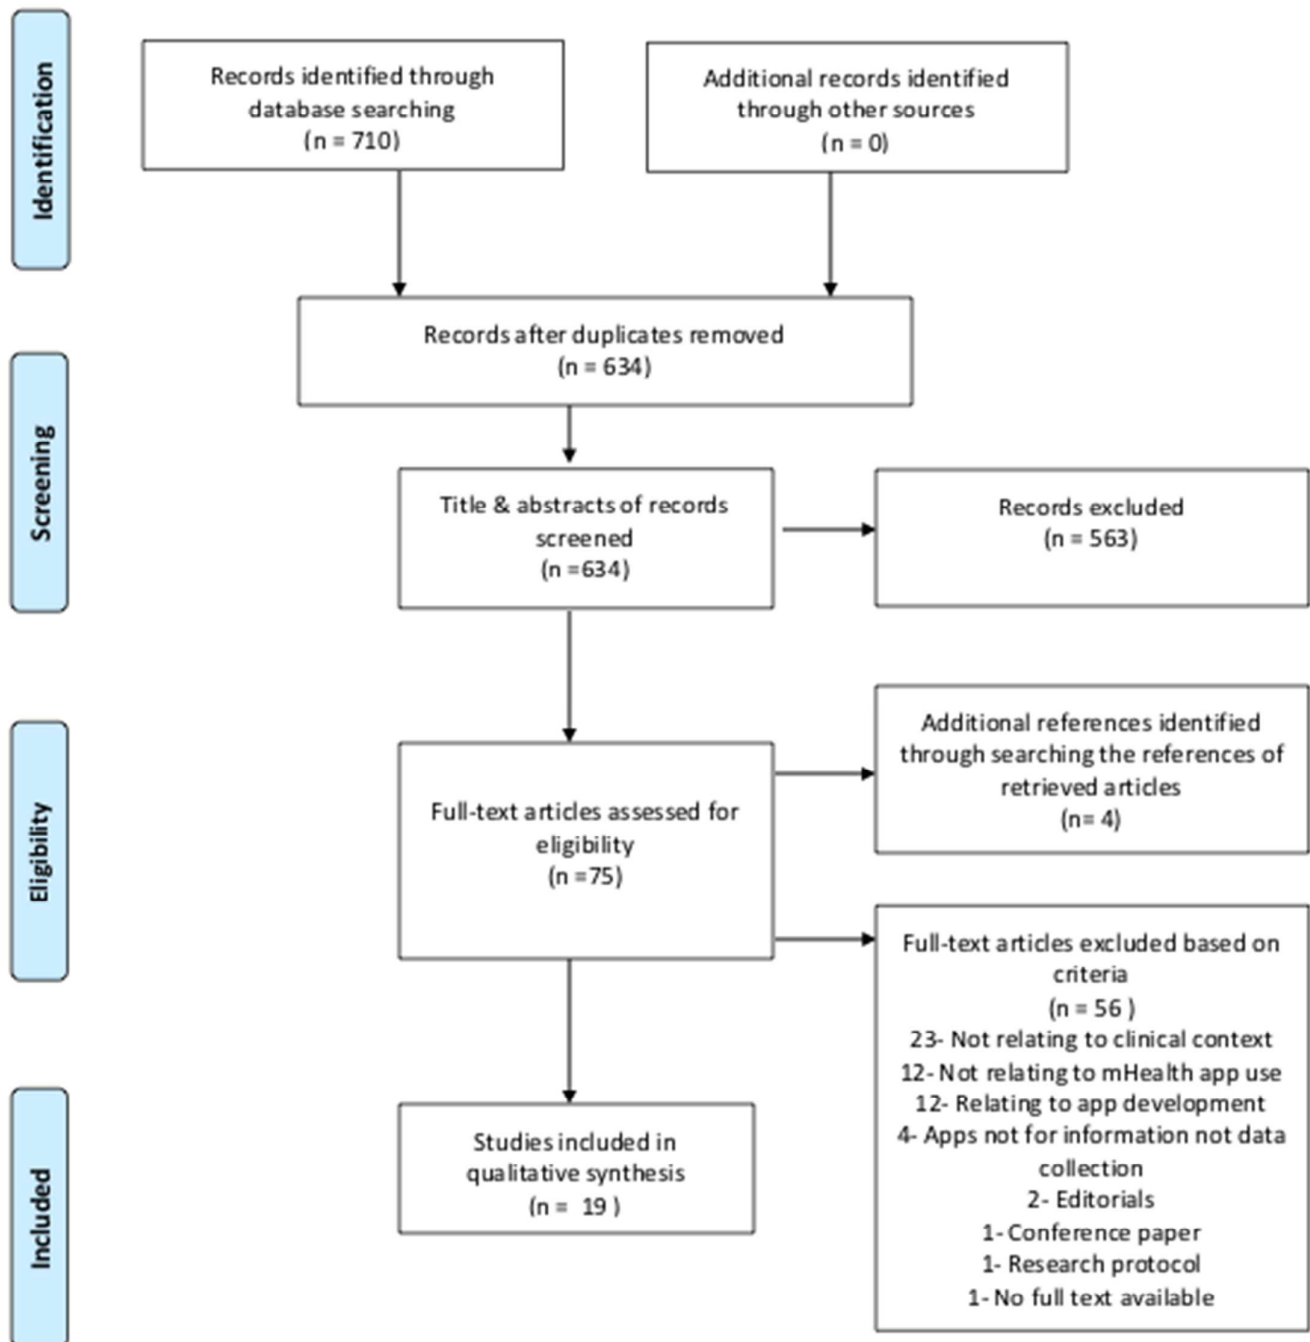 Identification
Records identified through
database searching
(n = 710)
Additional records identified
through other sources
(n = 0)
Records after duplicates removed
(n = 634)
Screening
Title & abstracts of records
screened
(n =634)
Records excluded
(n = 563)
Eligibility
Full-text articles assessed for
eligibility
(n =75)
Additional references identified
through searching the references of
retrieved articles
(n= 4)
Full-text articles excluded based on
criteria
(n = 56 )
23- Not relating to clinical context
12- Not relating to mHealth app use
12- Relating to app development
4- Apps not for information not data
collection
2- Editorials
1- Conference paper
1- Research protocol
1- No full text available
Included
Studies included in
qualitative synthesis
(n =  19 )